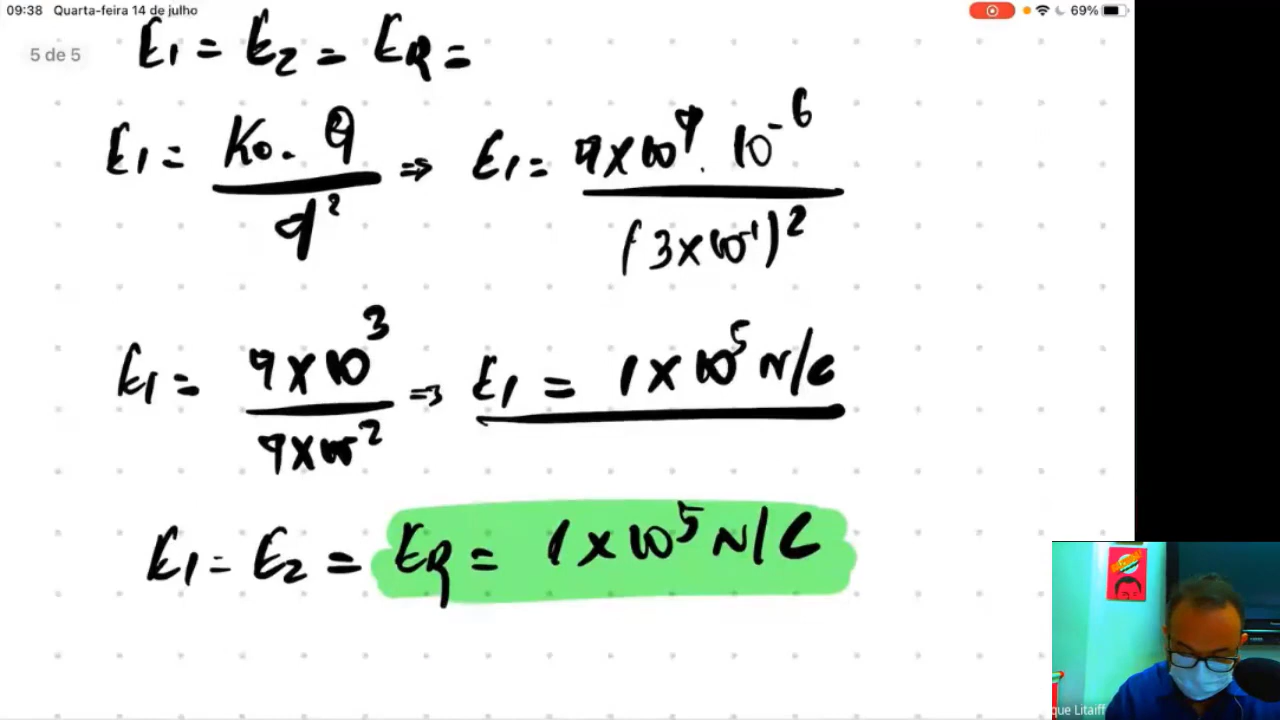 09:38 Quarta-feira 14 de julho 69%
5 de 5
E1 = E2 = ER =
E1 = Ko. Q / d² => E1 = 9x10⁹. 10⁻⁶ / (3x10⁻¹)²
E1 = 9x10³ / 9x10⁻² => E1 = 1x10⁵ N/C
E1 = E2 = ER = 1x10⁵ N/C
que Litaiff